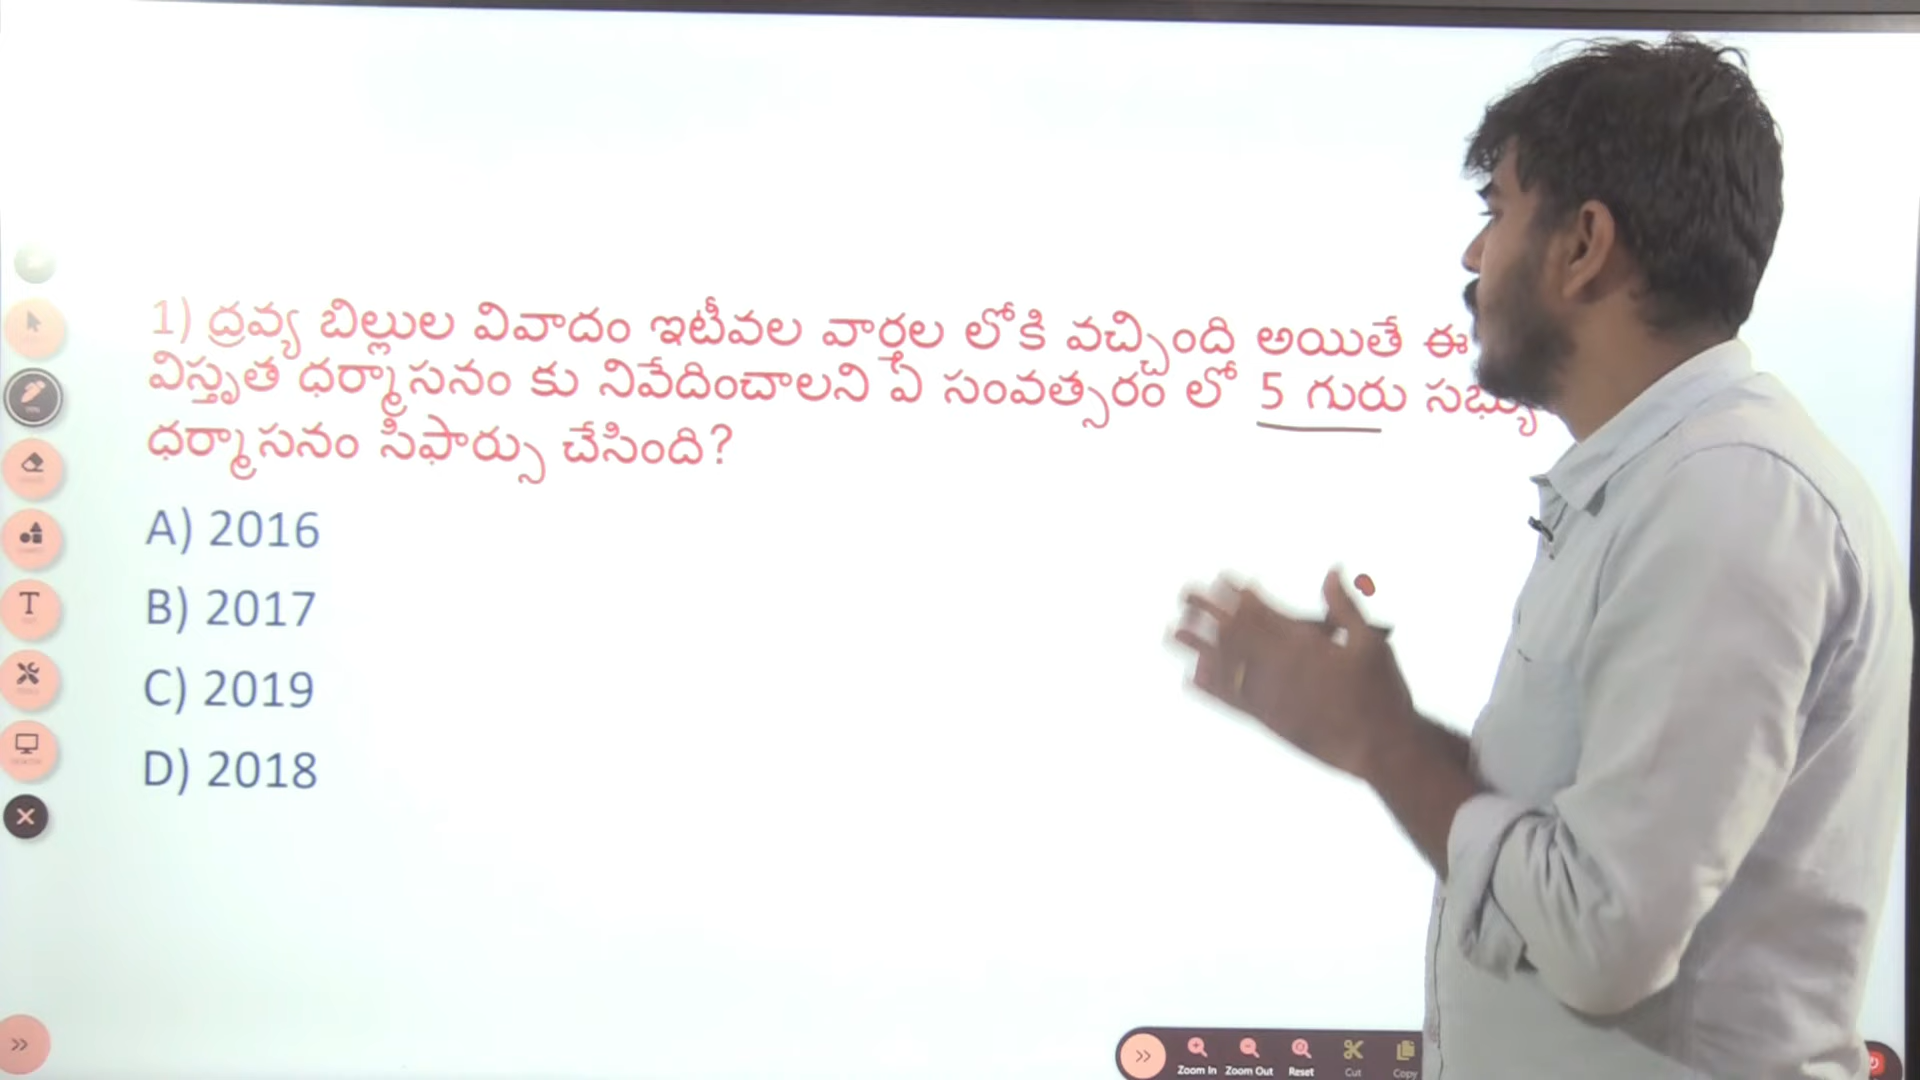 1) ద్రవ్య బిల్లుల వివాదం ఇటీవల వార్తల లోకి వచ్చింది అయితే ఈ
విస్తృత ధర్మాసనం కు నివేదించాలని ఏ సంవత్సరం లో 5 గురు
ధర్మాసనం సిఫార్సు చేసింది?
A) 2016
B) 2017
C) 2019
D) 2018
Zoom In Zoom Out Reset Cut Copy